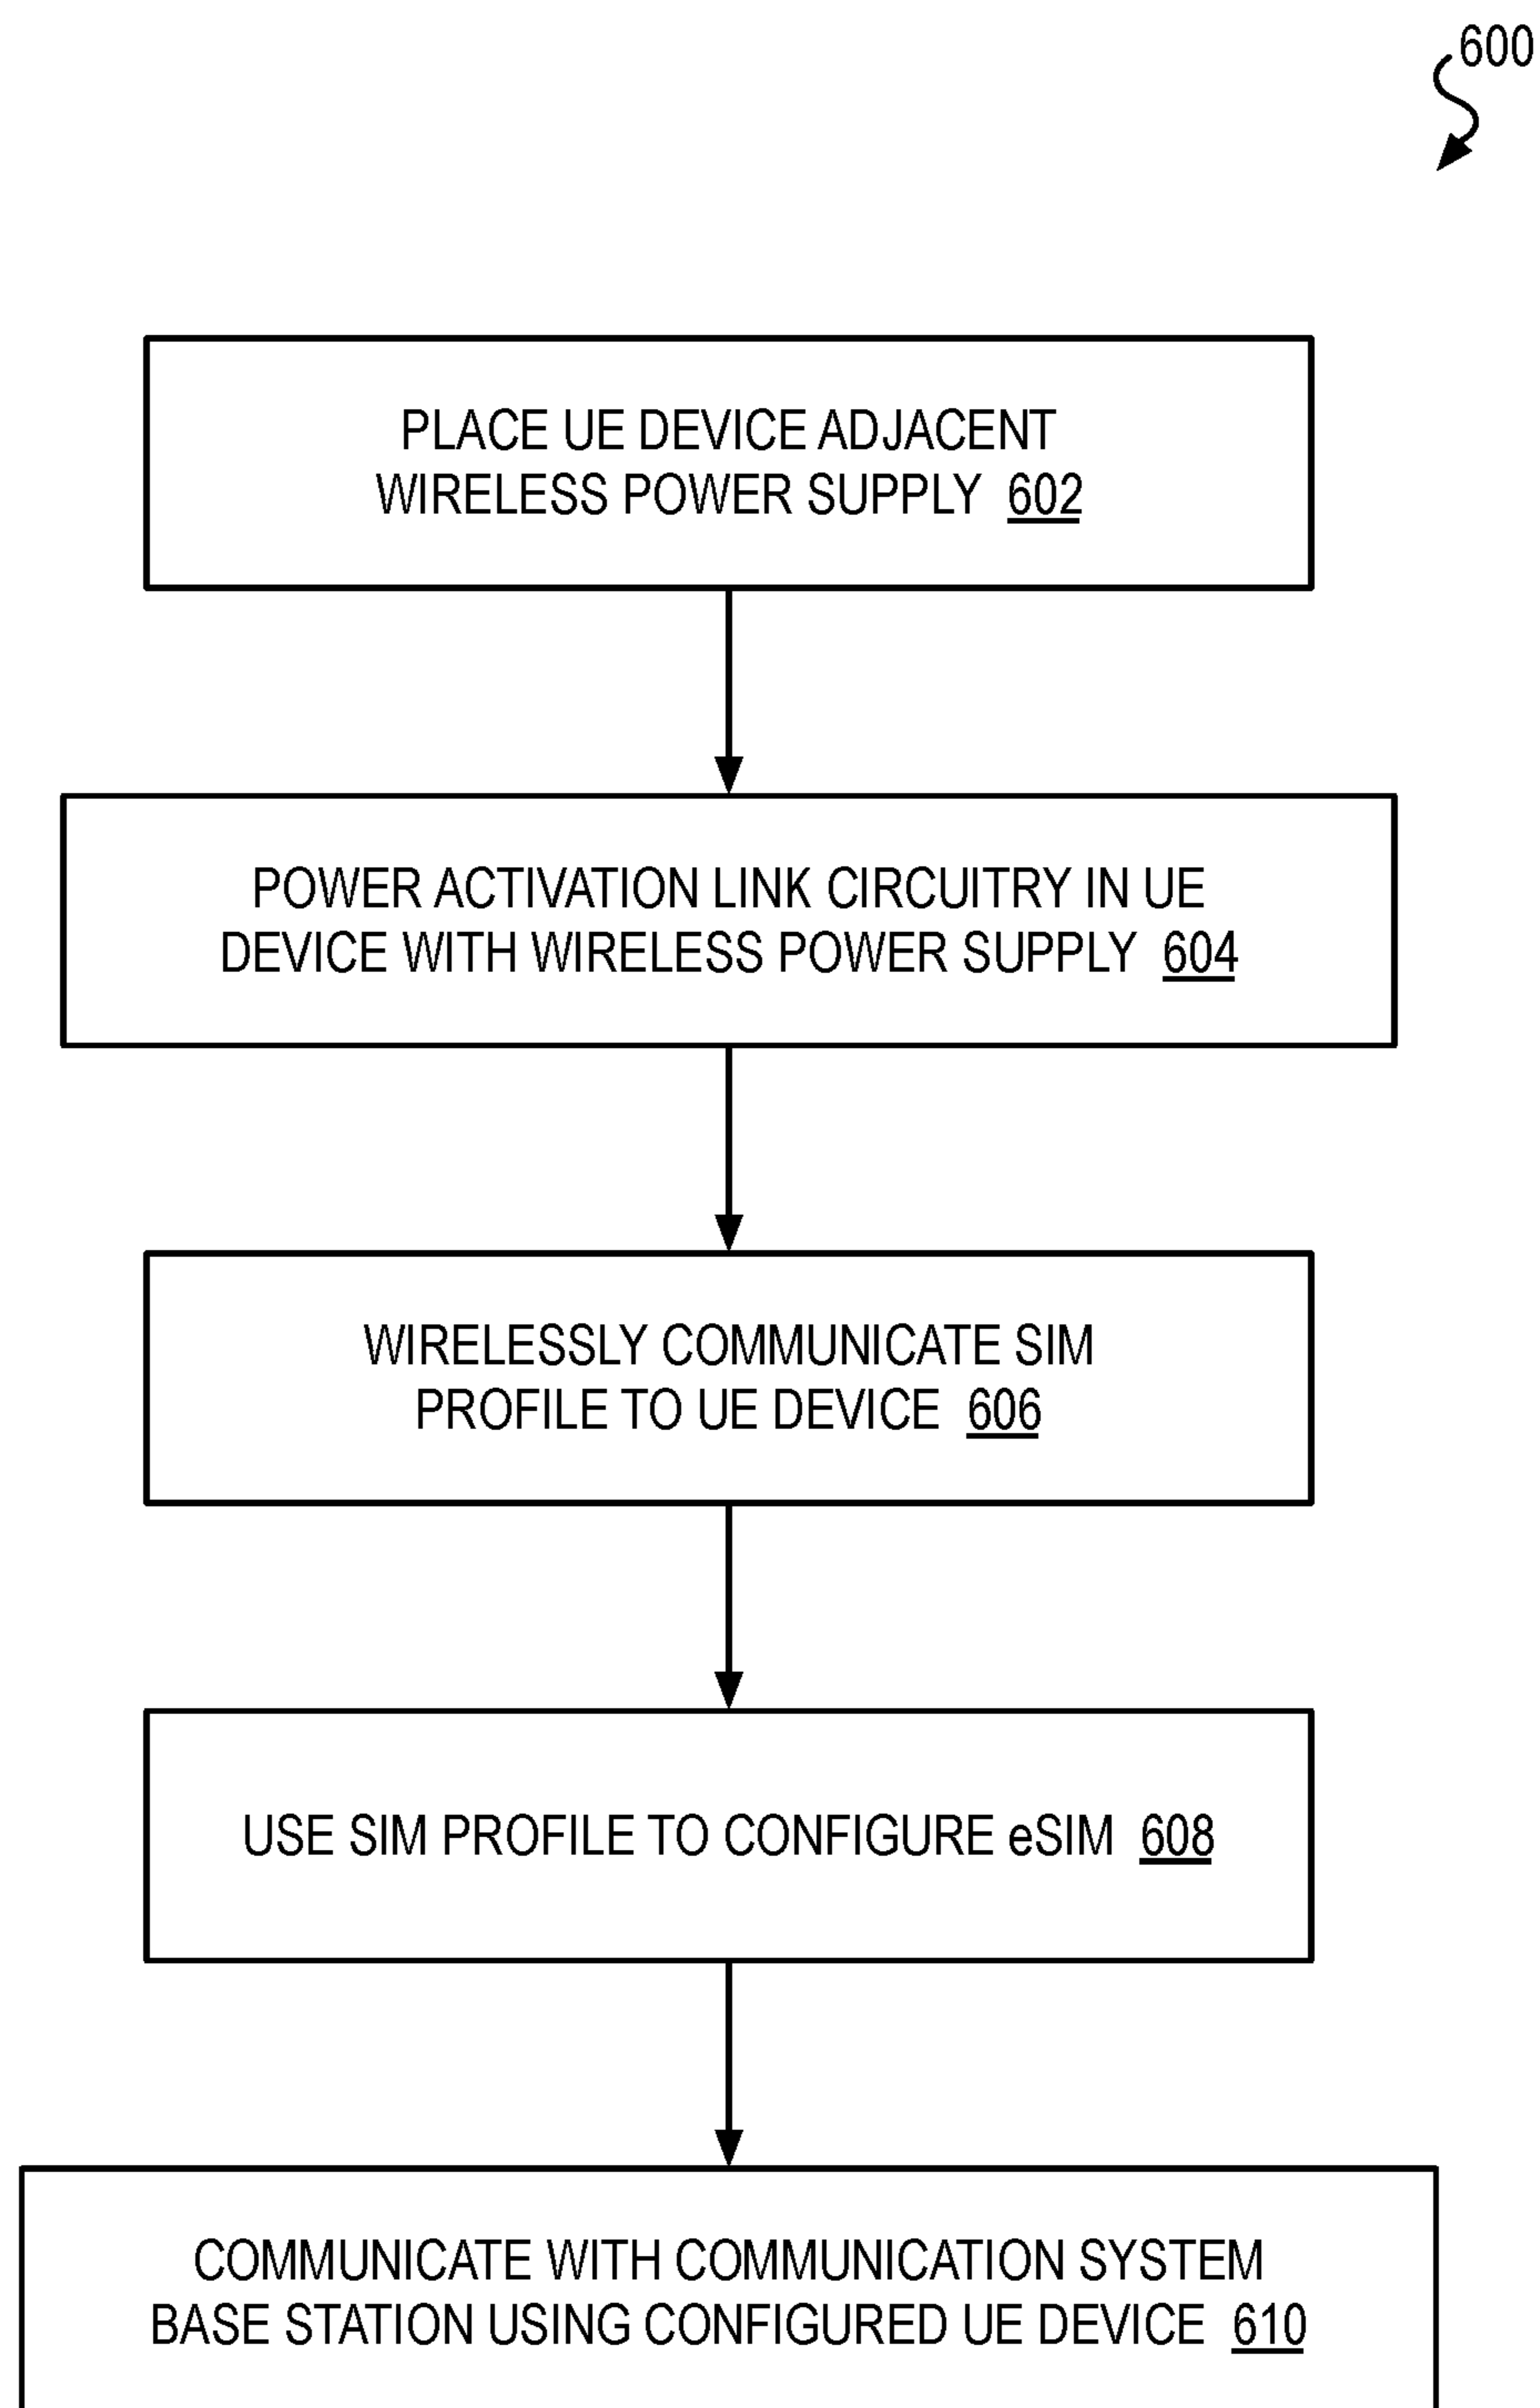 600
PLACE UE DEVICE ADJACENT
WIRELESS POWER SUPPLY 602
POWER ACTIVATION LINK CIRCUITRY IN UE
DEVICE WITH WIRELESS POWER SUPPLY 604
WIRELESSLY COMMUNICATE SIM
PROFILE TO UE DEVICE 606
USE SIM PROFILE TO CONFIGURE eSIM 608
COMMUNICATE WITH COMMUNICATION SYSTEM
BASE STATION USING CONFIGURED UE DEVICE 610